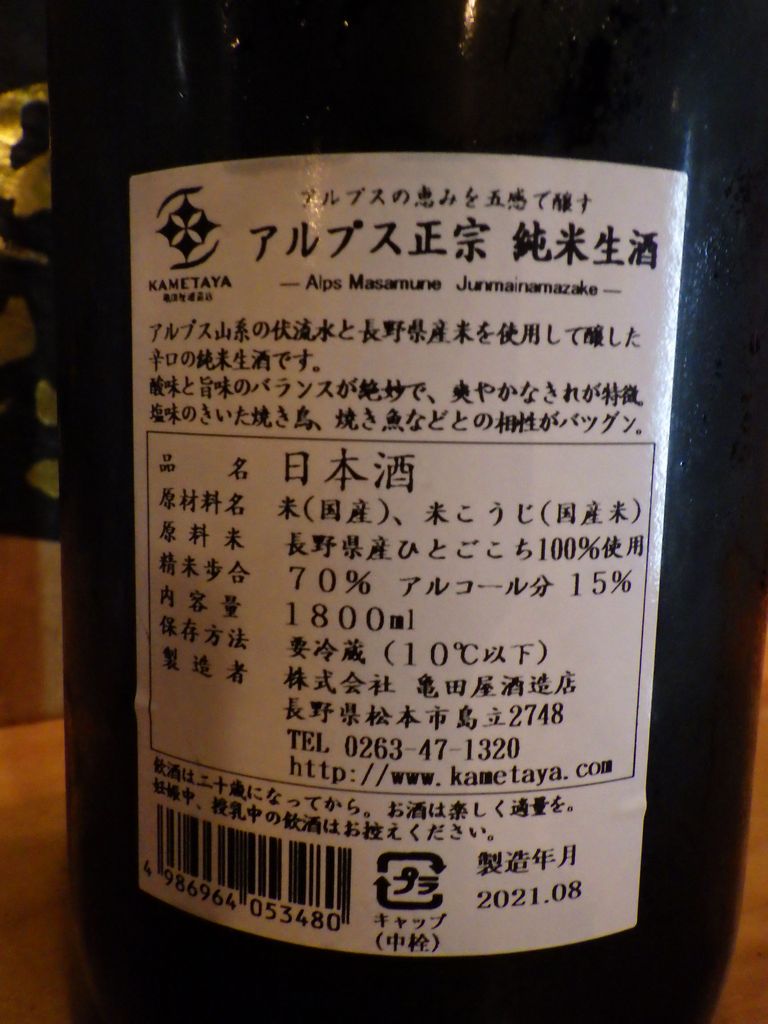 アルプスの恵みを五感で醸す
KAMETAYA
亀田屋酒造店
アルプス正宗 純米生酒
— Alps Masamune Junmainamazake —
アルプス山系の伏流水と長野県産米を使用して醸した
辛口の純米生酒です。
酸味と旨味のバランスが絶妙で、爽やかなきれが特徴。
塩味のきいた焼き鳥、焼き魚などとの相性がバツグン。
品名 日本酒
原材料名 米(国産)、米こうじ(国産米)
原料米 長野県産ひとごこち100%使用
精米歩合 70% アルコール分 15%
内容量 1800ml
保存方法 要冷蔵(10℃以下)
製造者 株式会社 亀田屋酒造店
長野県松本市島立2748
TEL 0263-47-1320
http://www.kametaya.com
飲酒は二十歳になってから。お酒は楽しく適量を。
妊娠中、授乳中の飲酒はお控えください。
4 986964 053480
プラ
キャップ
(中栓)
製造年月
2021.08